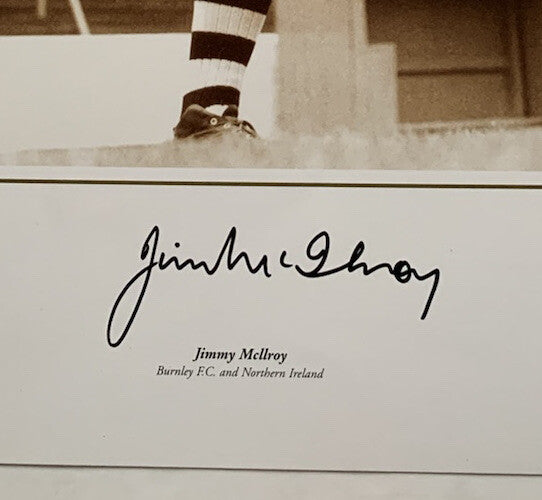 Jim McIlroy
Jimmy McIlroy
Burnley F.C. and Northern Ireland